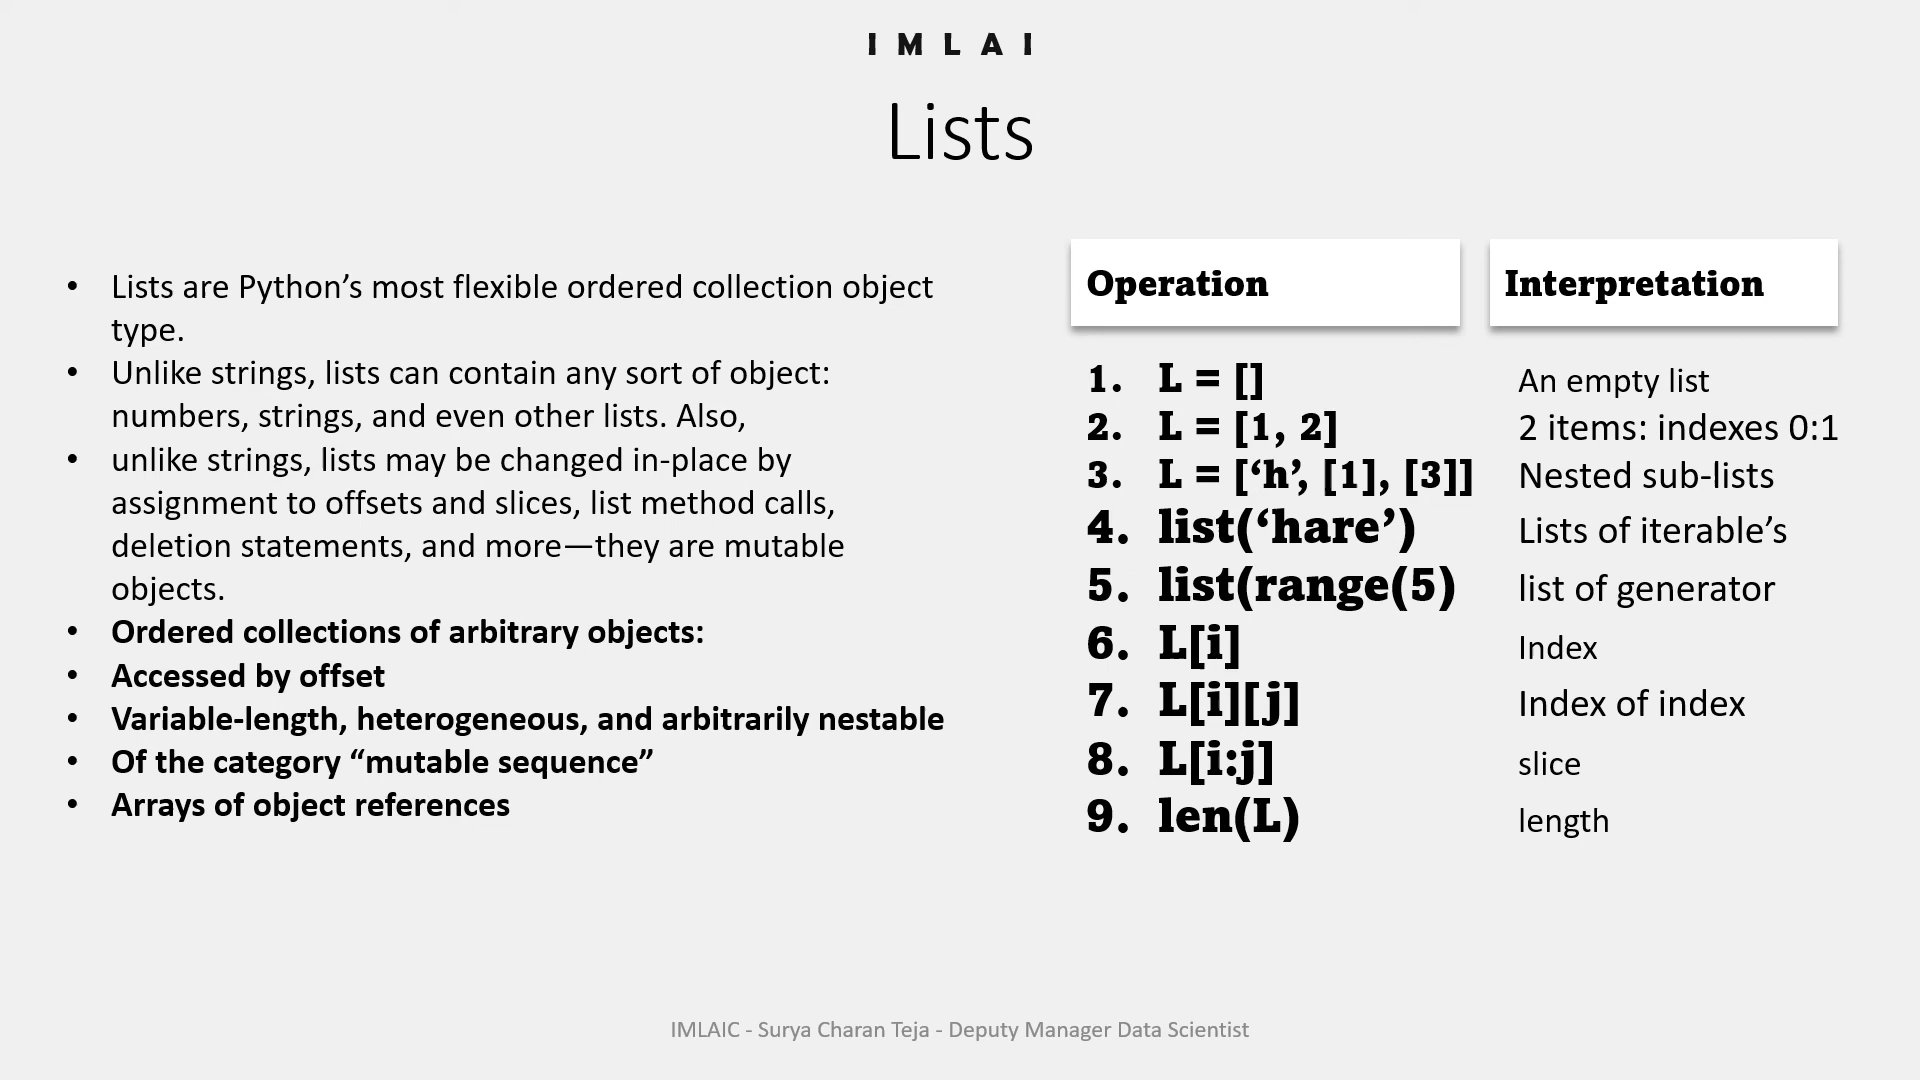 IMLAI
Lists
• Lists are Python’s most flexible ordered collection object
type.
• Unlike strings, lists can contain any sort of object:
numbers, strings, and even other lists. Also,
• unlike strings, lists may be changed in-place by
assignment to offsets and slices, list method calls,
deletion statements, and more—they are mutable
objects.
• Ordered collections of arbitrary objects:
• Accessed by offset
• Variable-length, heterogeneous, and arbitrarily nestable
• Of the category “mutable sequence”
• Arrays of object references
Operation Interpretation
1. L = [] An empty list
2. L = [1, 2] 2 items: indexes 0:1
3. L = [‘h’, [1], [3]] Nested sub-lists
4. list(‘hare’) Lists of iterable’s
5. list(range(5) list of generator
6. L[i] Index
7. L[i][j] Index of index
8. L[i:j] slice
9. len(L) length
IMLAIC - Surya Charan Teja - Deputy Manager Data Scientist